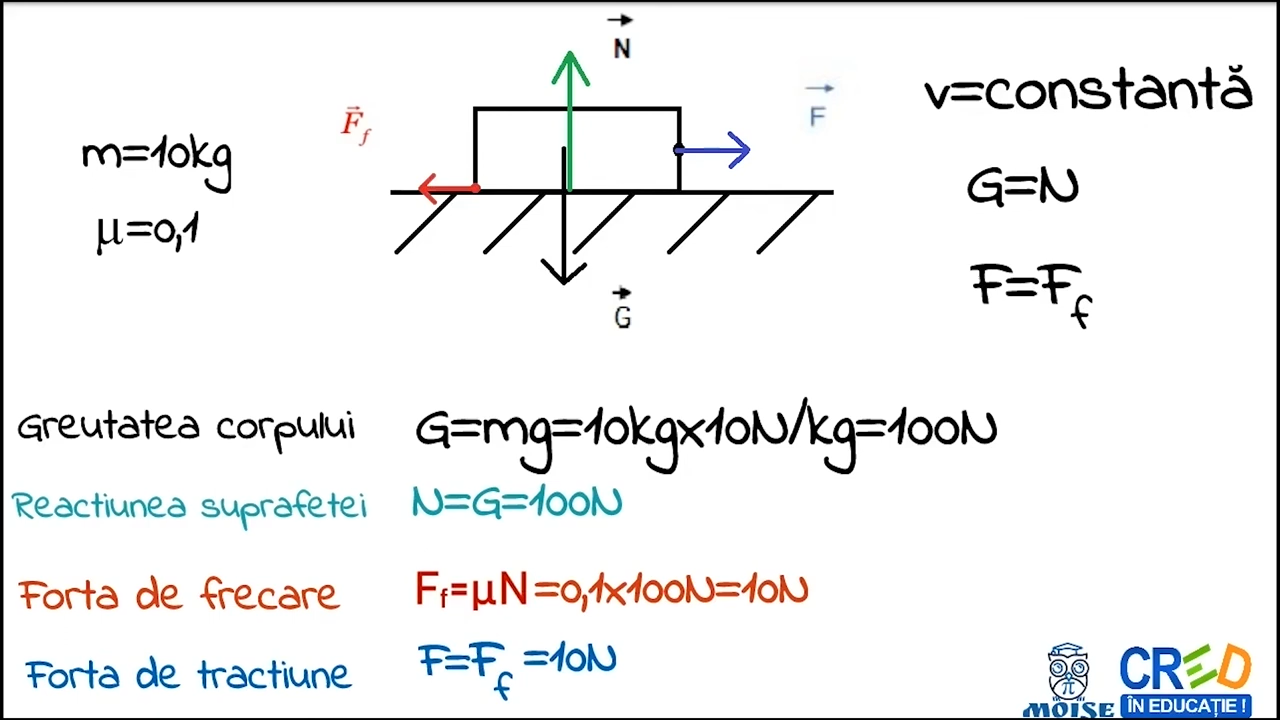 N
F
F_f
v=constantă
m=10kg
G=N
μ=0,1
F=F_f
G
Greutatea corpului G=mg=10kgx10N/kg=100N
Reactiunea suprafetei N=G=100N
Forta de frecare F_f=μN=0,1x100N=10N
Forta de tractiune F=F_f=10N
π
MOISE
CRED
ÎN EDUCAȚIE!